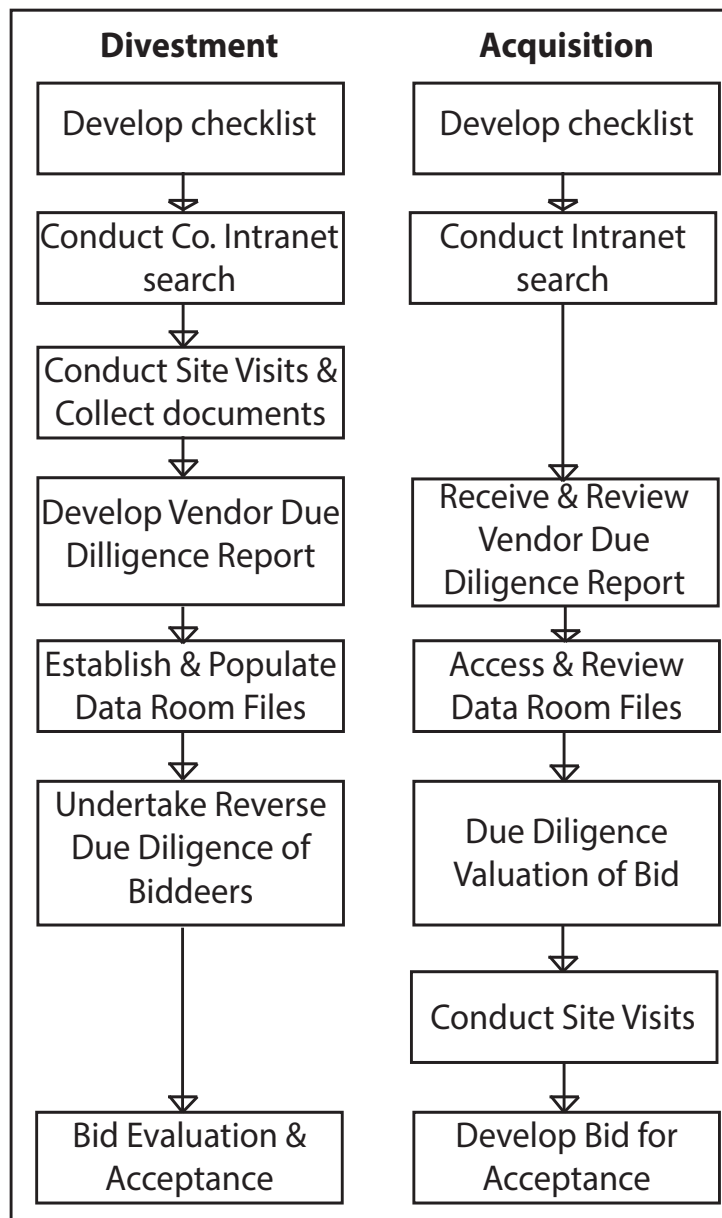 Divestment
Develop checklist
Conduct Co. Intranet
search
Conduct Site Visits &
Collect documents
Develop Vendor Due
Dilligence Report
Establish & Populate
Data Room Files
Undertake Reverse
Due Diligence of
Biddeers
Bid Evaluation &
Acceptance
Acquisition
Develop checklist
Conduct Intranet
search
Receive & Review
Vendor Due
Diligence Report
Access & Review
Data Room Files
Due Diligence
Valuation of Bid
Conduct Site Visits
Develop Bid for
Acceptance